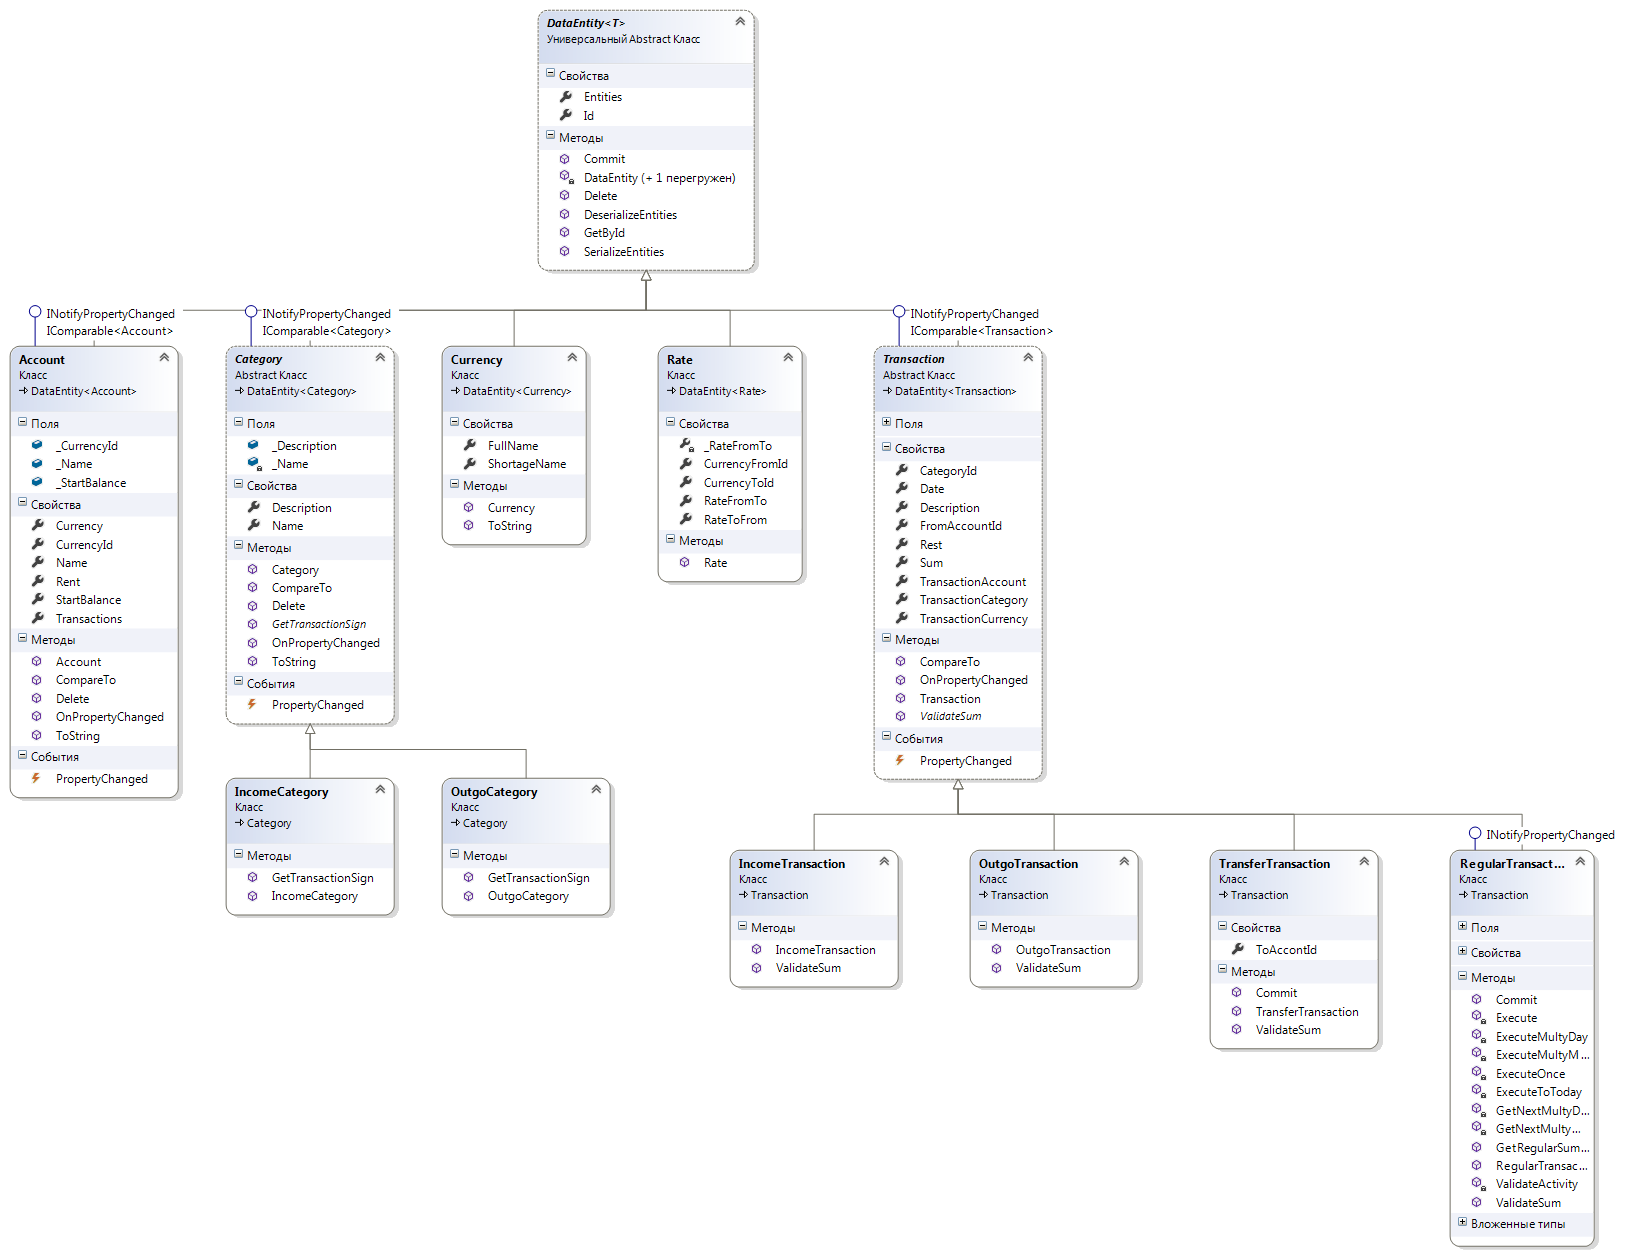 DataEntity<T>
Универсальный Abstract Класс
Свойства
Entities
Id
Методы
Commit
DataEntity (+ 1 перегружен)
Delete
DeserializeEntities
GetById
SerializeEntities
INotifyPropertyChanged
IComparable<Account>
Account
Класс
DataEntity<Account>
Поля
_CurrencyId
_Name
_StartBalance
Свойства
Currency
CurrencyId
Name
Rent
StartBalance
Transactions
Методы
Account
CompareTo
Delete
OnPropertyChanged
ToString
События
PropertyChanged
INotifyPropertyChanged
IComparable<Category>
Category
Abstract Класс
DataEntity<Category>
Поля
_Description
_Name
Свойства
Description
Name
Методы
Category
CompareTo
Delete
GetTransactionSign
OnPropertyChanged
ToString
События
PropertyChanged
Currency
Класс
DataEntity<Currency>
Свойства
FullName
ShortageName
Методы
Currency
ToString
Rate
Класс
DataEntity<Rate>
Свойства
_RateFromTo
CurrencyFromId
CurrencyToId
RateFromTo
RateToFrom
Методы
Rate
INotifyPropertyChanged
IComparable<Transaction>
Transaction
Abstract Класс
DataEntity<Transaction>
Поля
Свойства
CategoryId
Date
Description
FromAccountId
Rest
Sum
TransactionAccount
TransactionCategory
TransactionCurrency
Методы
CompareTo
OnPropertyChanged
Transaction
ValidateSum
События
PropertyChanged
IncomeCategory
Класс
Category
Методы
GetTransactionSign
IncomeCategory
OutgoCategory
Класс
Category
Методы
GetTransactionSign
OutgoCategory
IncomeTransaction
Класс
Transaction
Методы
IncomeTransaction
ValidateSum
OutgoTransaction
Класс
Transaction
Методы
OutgoTransaction
ValidateSum
TransferTransaction
Класс
Transaction
Свойства
ToAccontId
Методы
Commit
TransferTransaction
ValidateSum
INotifyPropertyChanged
RegularTransact...
Класс
Transaction
Поля
Свойства
Методы
Commit
Execute
ExecuteMultyDay
ExecuteMultyM...
ExecuteOnce
ExecuteToToday
GetNextMultyD...
GetNextMulty...
GetRegularSum...
RegularTransac...
ValidateActivity
ValidateSum
Вложенные типы